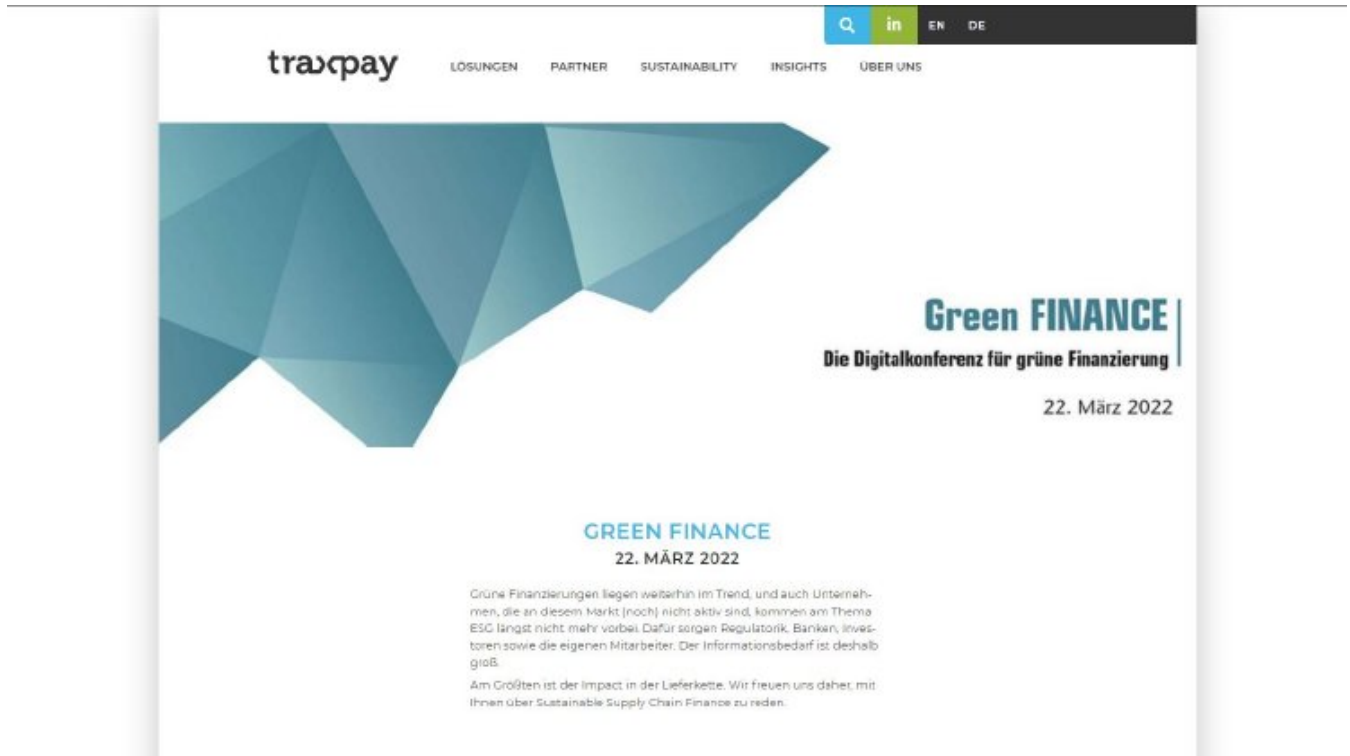 in EN DE
traxpay LÖSUNGEN PARTNER SUSTAINABILITY INSIGHTS ÜBER UNS
Green FINANCE
Die Digitalkonferenz für grüne Finanzierung
22. März 2022
GREEN FINANCE
22. MÄRZ 2022
Grüne Finanzierungen liegen weiterhin im Trend, und auch Unterneh-
men, die an diesem Markt (noch) nicht aktiv sind, kommen am Thema
ESG längst nicht mehr vorbei. Dafür sorgen Regulatorik, Banken, Inves-
toren sowie die eigenen Mitarbeiter. Der Informationsbedarf ist deshalb
groß.
Am Größten ist der Impact in der Lieferkette. Wir freuen uns daher, mit
Ihnen über Sustainable Supply Chain Finance zu reden.